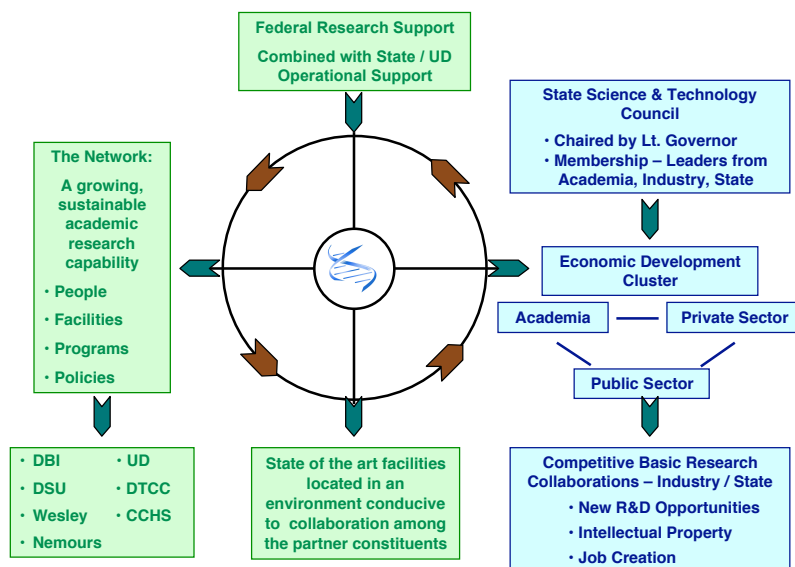 Federal Research Support
Combined with State / UD
Operational Support
State Science & Technology
Council
• Chaired by Lt. Governor
• Membership – Leaders from
Academia, Industry, State
The Network:
A growing,
sustainable
academic
research
capability
• People
• Facilities
• Programs
• Policies
Economic Development
Cluster
Academia
Private Sector
Public Sector
• DBI
• UD
• DSU
• DTCC
• Wesley
• CCHS
• Nemours
State of the art facilities
located in an
environment conducive
to collaboration among
the partner constituents
Competitive Basic Research
Collaborations – Industry / State
• New R&D Opportunities
• Intellectual Property
• Job Creation